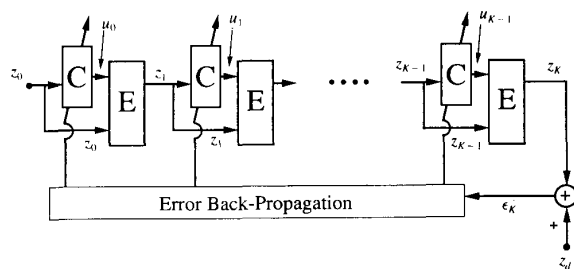 u₀ u₁ u_{K-1}
z₀ C E z₁ C E z_{K-1} C E z_K
z₀ z₁ z_{K-1}
Error Back-Propagation ϵ_K +
+
z_d